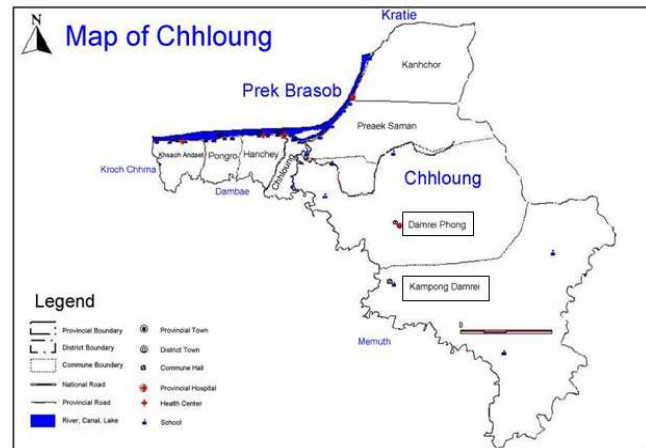 N
Map of Chhloung
Kratie
Kanhchor
Prek Brasob
Preaek Saman
Khsach Andaet
Pongro
Hanchey
Chhloung
Kroch Chhma
Dambae
Chhloung
Damrei Phong
Kampong Damrei
Memuth
0
Legend
Provincial Boundary
District Boundary
Commune Boundary
National Road
Provincial Road
River, Canal, Lake
Provincial Town
District Town
Commune Hall
Provincial Hospital
Health Center
School